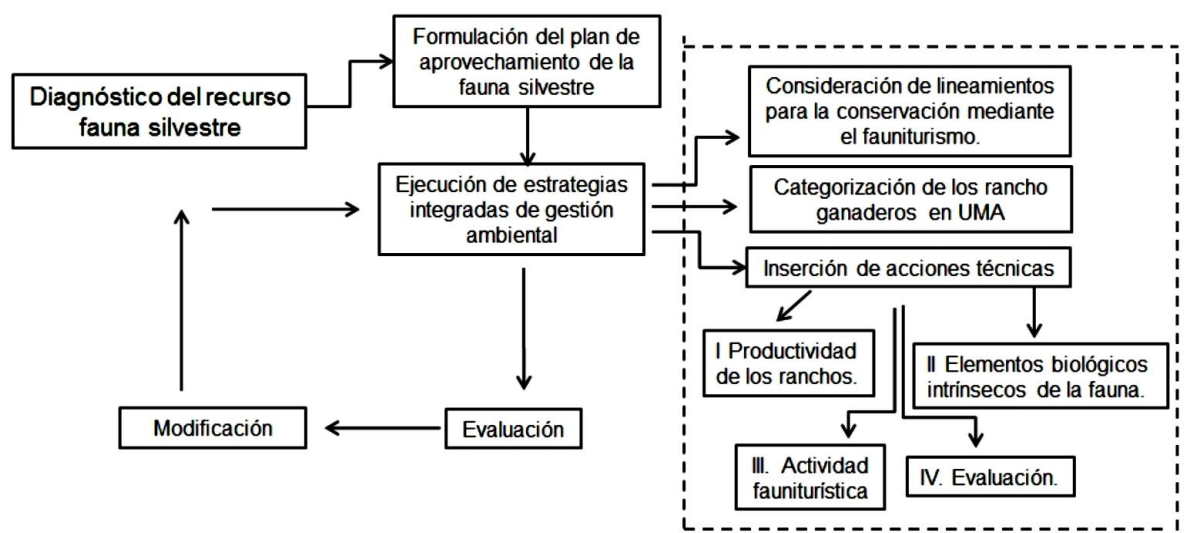 Diagnóstico del recurso
fauna silvestre
Formulación del plan de
aprovechamiento de la
fauna silvestre
Ejecución de estrategias
integradas de gestión
ambiental
Evaluación
Modificación
Consideración de lineamientos
para la conservación mediante
el fauniturismo.
Categorización de los rancho
ganaderos en UMA
Inserción de acciones técnicas
I Productividad
de los ranchos.
II Elementos biológicos
intrínsecos de la fauna.
III. Actividad
fauniturística
IV. Evaluación.